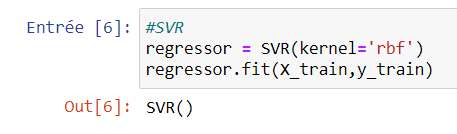 Entrée [6]: #SVR
regressor = SVR(kernel='rbf')
regressor.fit(X_train,y_train)
Out[6]: SVR()